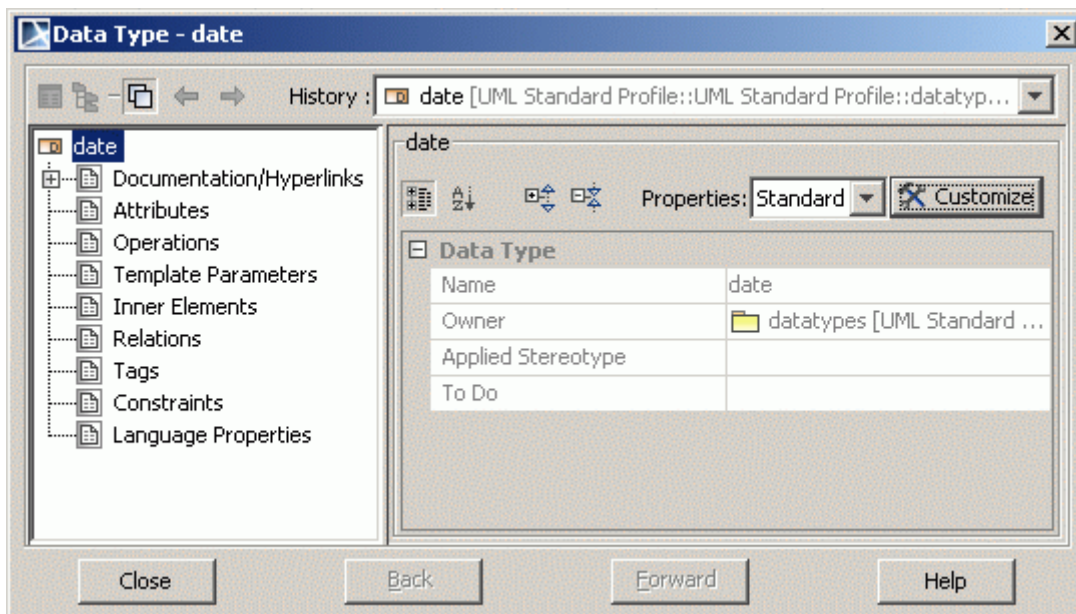 Data Type - date
History : date [UML Standard Profile::UML Standard Profile::datatyp...
date
Documentation/Hyperlinks
Attributes
Operations
Template Parameters
Inner Elements
Relations
Tags
Constraints
Language Properties
date
Properties: Standard Customize
Data Type
Name date
Owner datatypes [UML Standard ...
Applied Stereotype
To Do
Close Back Forward Help